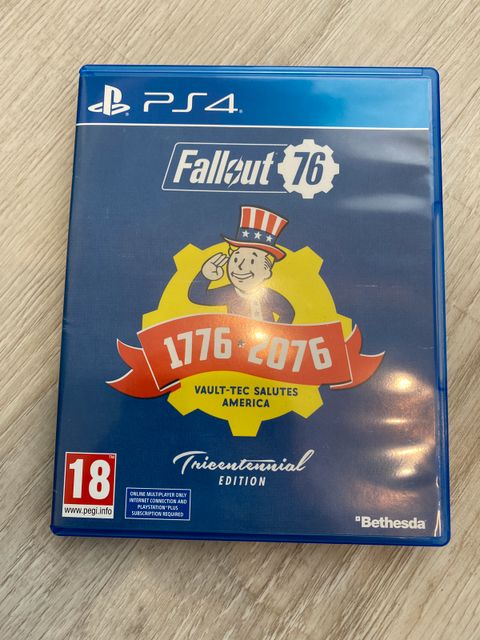 PS4
Fallout 76
1776 ★ 2076
VAULT-TEC SALUTES
AMERICA
Tricentennial
EDITION
18
www.pegi.info
ONLINE MULTIPLAYER ONLY
INTERNET CONNECTION AND
PLAYSTATION®PLUS
SUBSCRIPTION REQUIRED
Bethesda